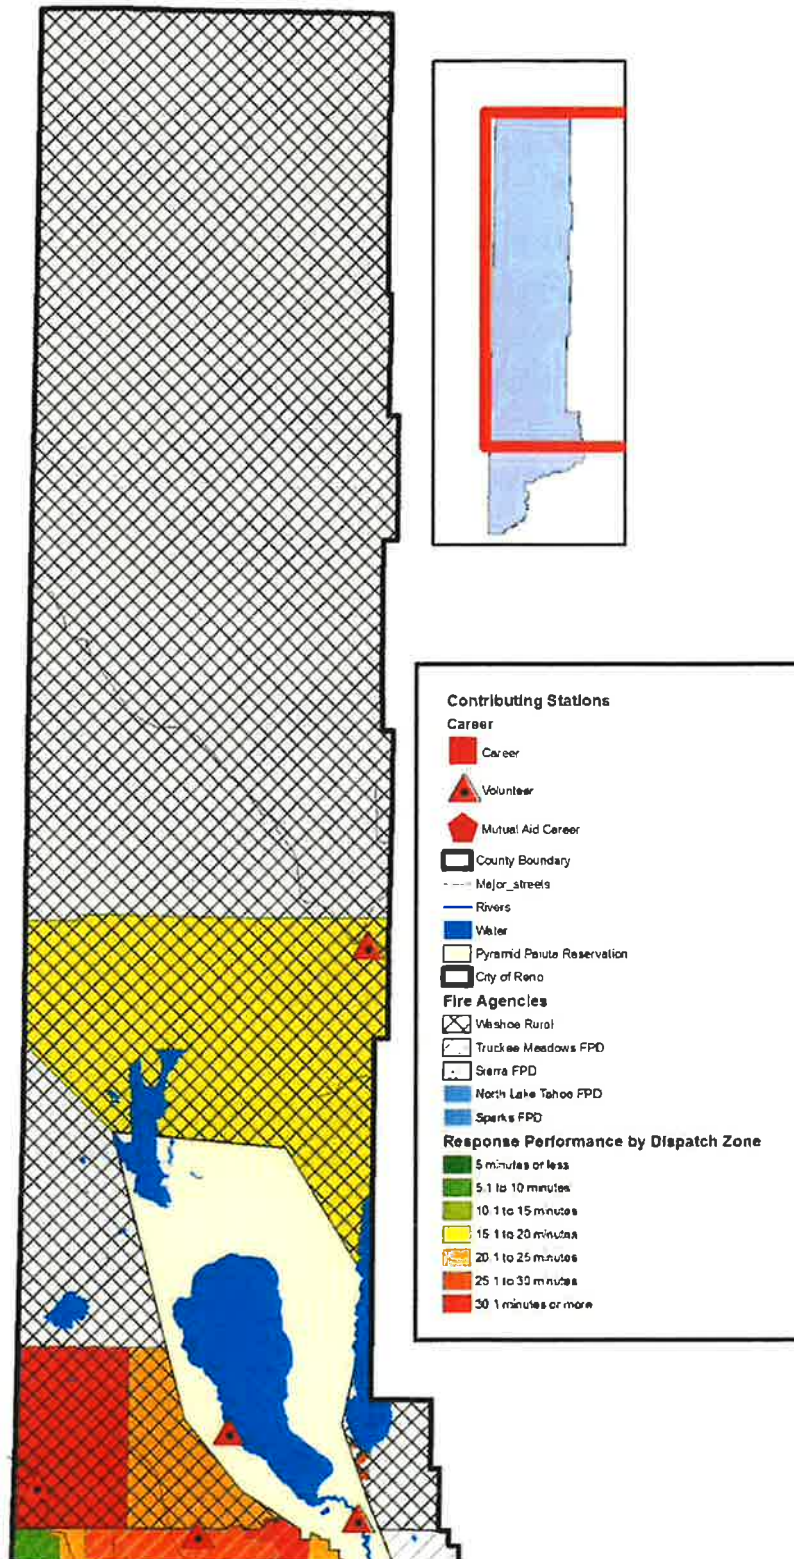 Contributing Stations
Career
Career
Volunteer
Mutual Aid Career
County Boundary
Major_streets
Rivers
Water
Pyramid Paiute Reservation
City of Reno
Fire Agencies
Washoe Rural
Truckee Meadows FPD
Sierra FPD
North Lake Tahoe FPD
Sparks FPD
Response Performance by Dispatch Zone
5 minutes or less
5.1 to 10 minutes
10.1 to 15 minutes
15.1 to 20 minutes
20.1 to 25 minutes
25.1 to 30 minutes
30.1 minutes or more